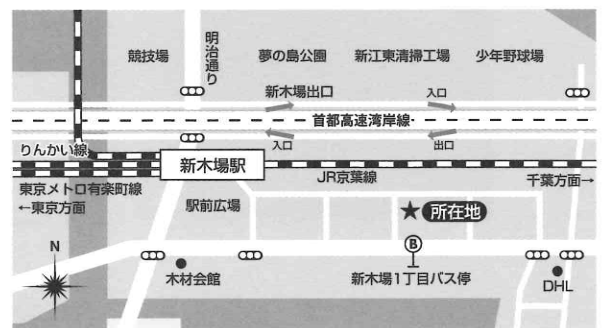 競技場
明治通り
夢の島公園
新江東清掃工場
少年野球場
新木場出口
入口
首都高速湾岸線
入口
出口
りんかい線
新木場駅
JR京葉線
千葉方面→
東京メトロ有楽町線
←東京方面
駅前広場
★所在地
N
B
木材会館
新木場1丁目バス停
DHL